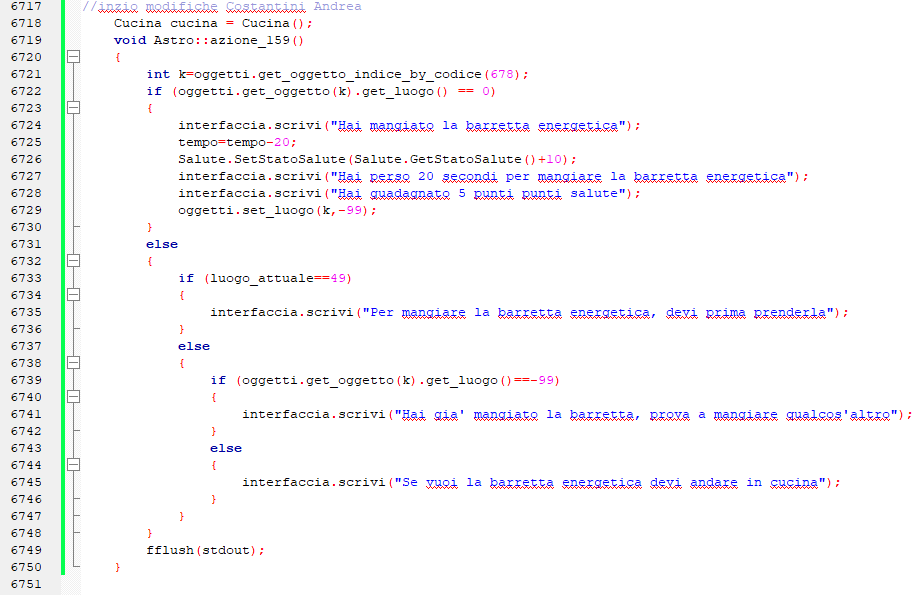 6717 //inzio modifiche Costantini Andrea
6718 Cucina cucina = Cucina();
6719 void Astro::azione_159()
6720 {
6721 int k=oggetti.get_oggetto_indice_by_codice(678);
6722 if (oggetti.get_oggetto(k).get_luogo() == 0)
6723 {
6724 interfaccia.scrivi("Hai mangiato la barretta energetica");
6725 tempo=tempo-20;
6726 Salute.SetStatoSalute(Salute.GetStatoSalute()+10);
6727 interfaccia.scrivi("Hai perso 20 secondi per mangiare la barretta energetica");
6728 interfaccia.scrivi("Hai guadagnato 5 punti punti salute");
6729 oggetti.set_luogo(k,-99);
6730 }
6731 else
6732 {
6733 if (luogo_attuale==49)
6734 {
6735 interfaccia.scrivi("Per mangiare la barretta energetica, devi prima prenderla");
6736 }
6737 else
6738 {
6739 if (oggetti.get_oggetto(k).get_luogo()==-99)
6740 {
6741 interfaccia.scrivi("Hai gia' mangiato la barretta, prova a mangiare qualcos'altro");
6742 }
6743 else
6744 {
6745 interfaccia.scrivi("Se vuoi la barretta energetica devi andare in cucina");
6746 }
6747 }
6748 }
6749 fflush(stdout);
6750 }
6751